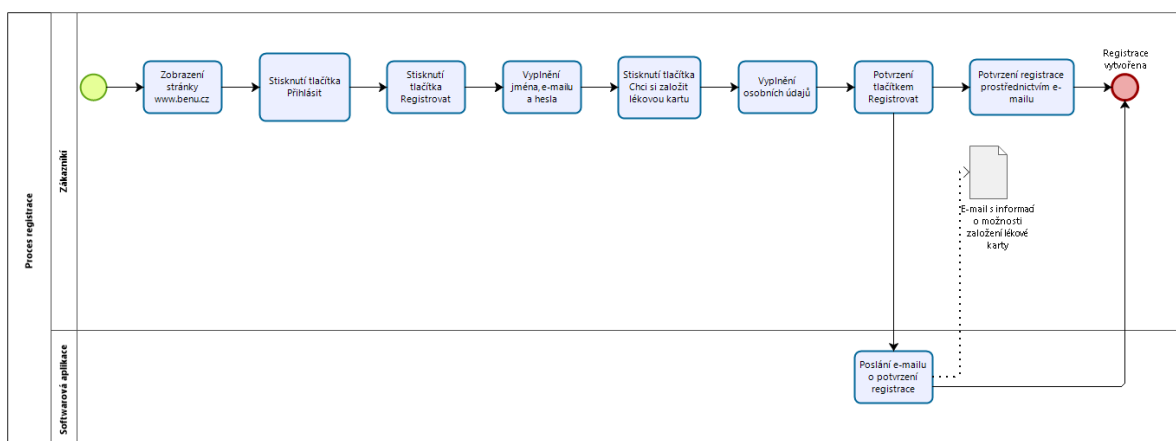 Proces registrace
Zákazníkí
Softwarová aplikace
Zobrazení
stránky
www.benu.cz
Stisknutí tlačítka
Přihlásit
Stisknutí
tlačítka
Registrovat
Vyplnění
jména, e-mailu
a hesla
Stisknutí tlačítka
Chci si založit
lékovou kartu
Vyplnění
osobních údajů
Potvrzení
tlačítkem
Registrovat
Potvrzení registrace
prostřednictvím e-
mailu
Registrace
vytvořena
E-mail s informací
o možnosti
založení lékové
karty
Poslání e-mailu
o potvrzení
registrace